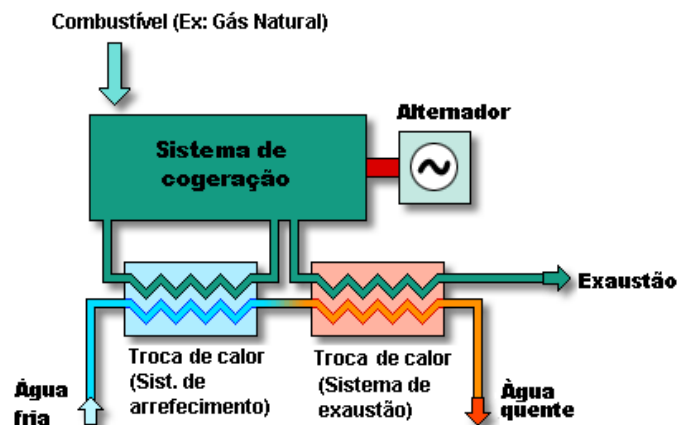 Combustível (Ex: Gás Natural)
Alternador
Sistema de
cogeração
Exaustão
Troca de calor
(Sist. de
arrefecimento)
Troca de calor
(Sistema de
exaustão)
Água
fria
Àgua
quente